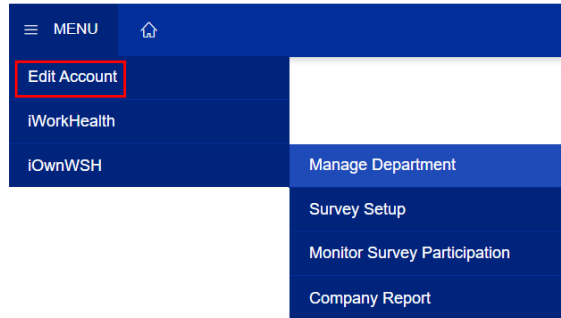 MENU
Edit Account
iWorkHealth
iOwnWSH
Manage Department
Survey Setup
Monitor Survey Participation
Company Report